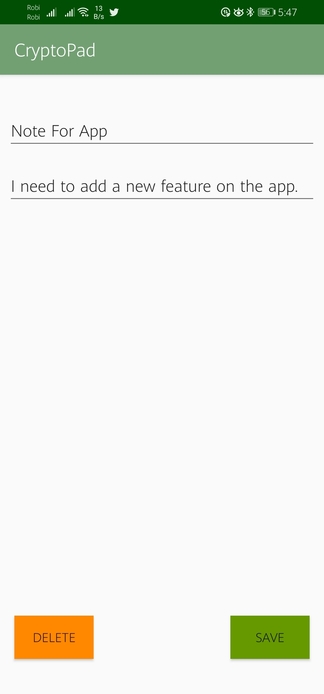 Robi
Robi
13
B/s
56
5:47
CryptoPad
Note For App
I need to add a new feature on the app.
DELETE
SAVE